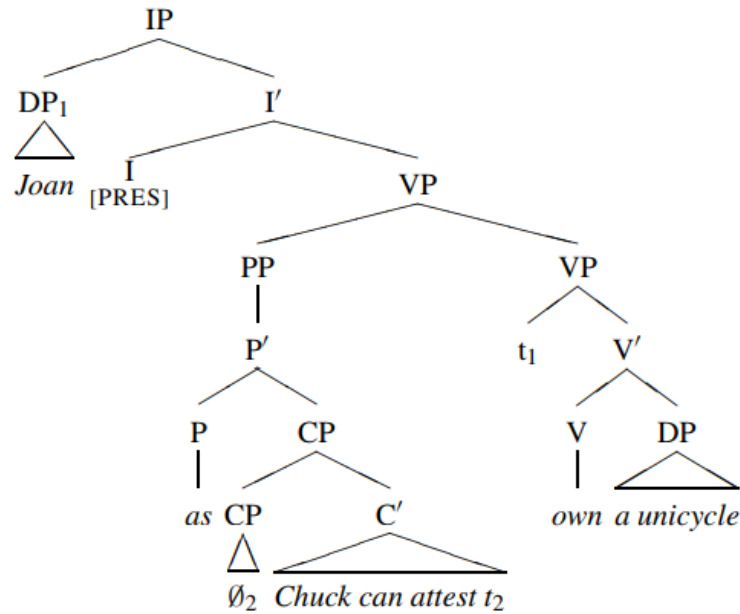 IP
DP₁ I′
I
Joan [PRES] VP
PP VP
P′ t₁ V′
P CP V DP
as CP C′ own a unicycle
∅₂ Chuck can attest t₂